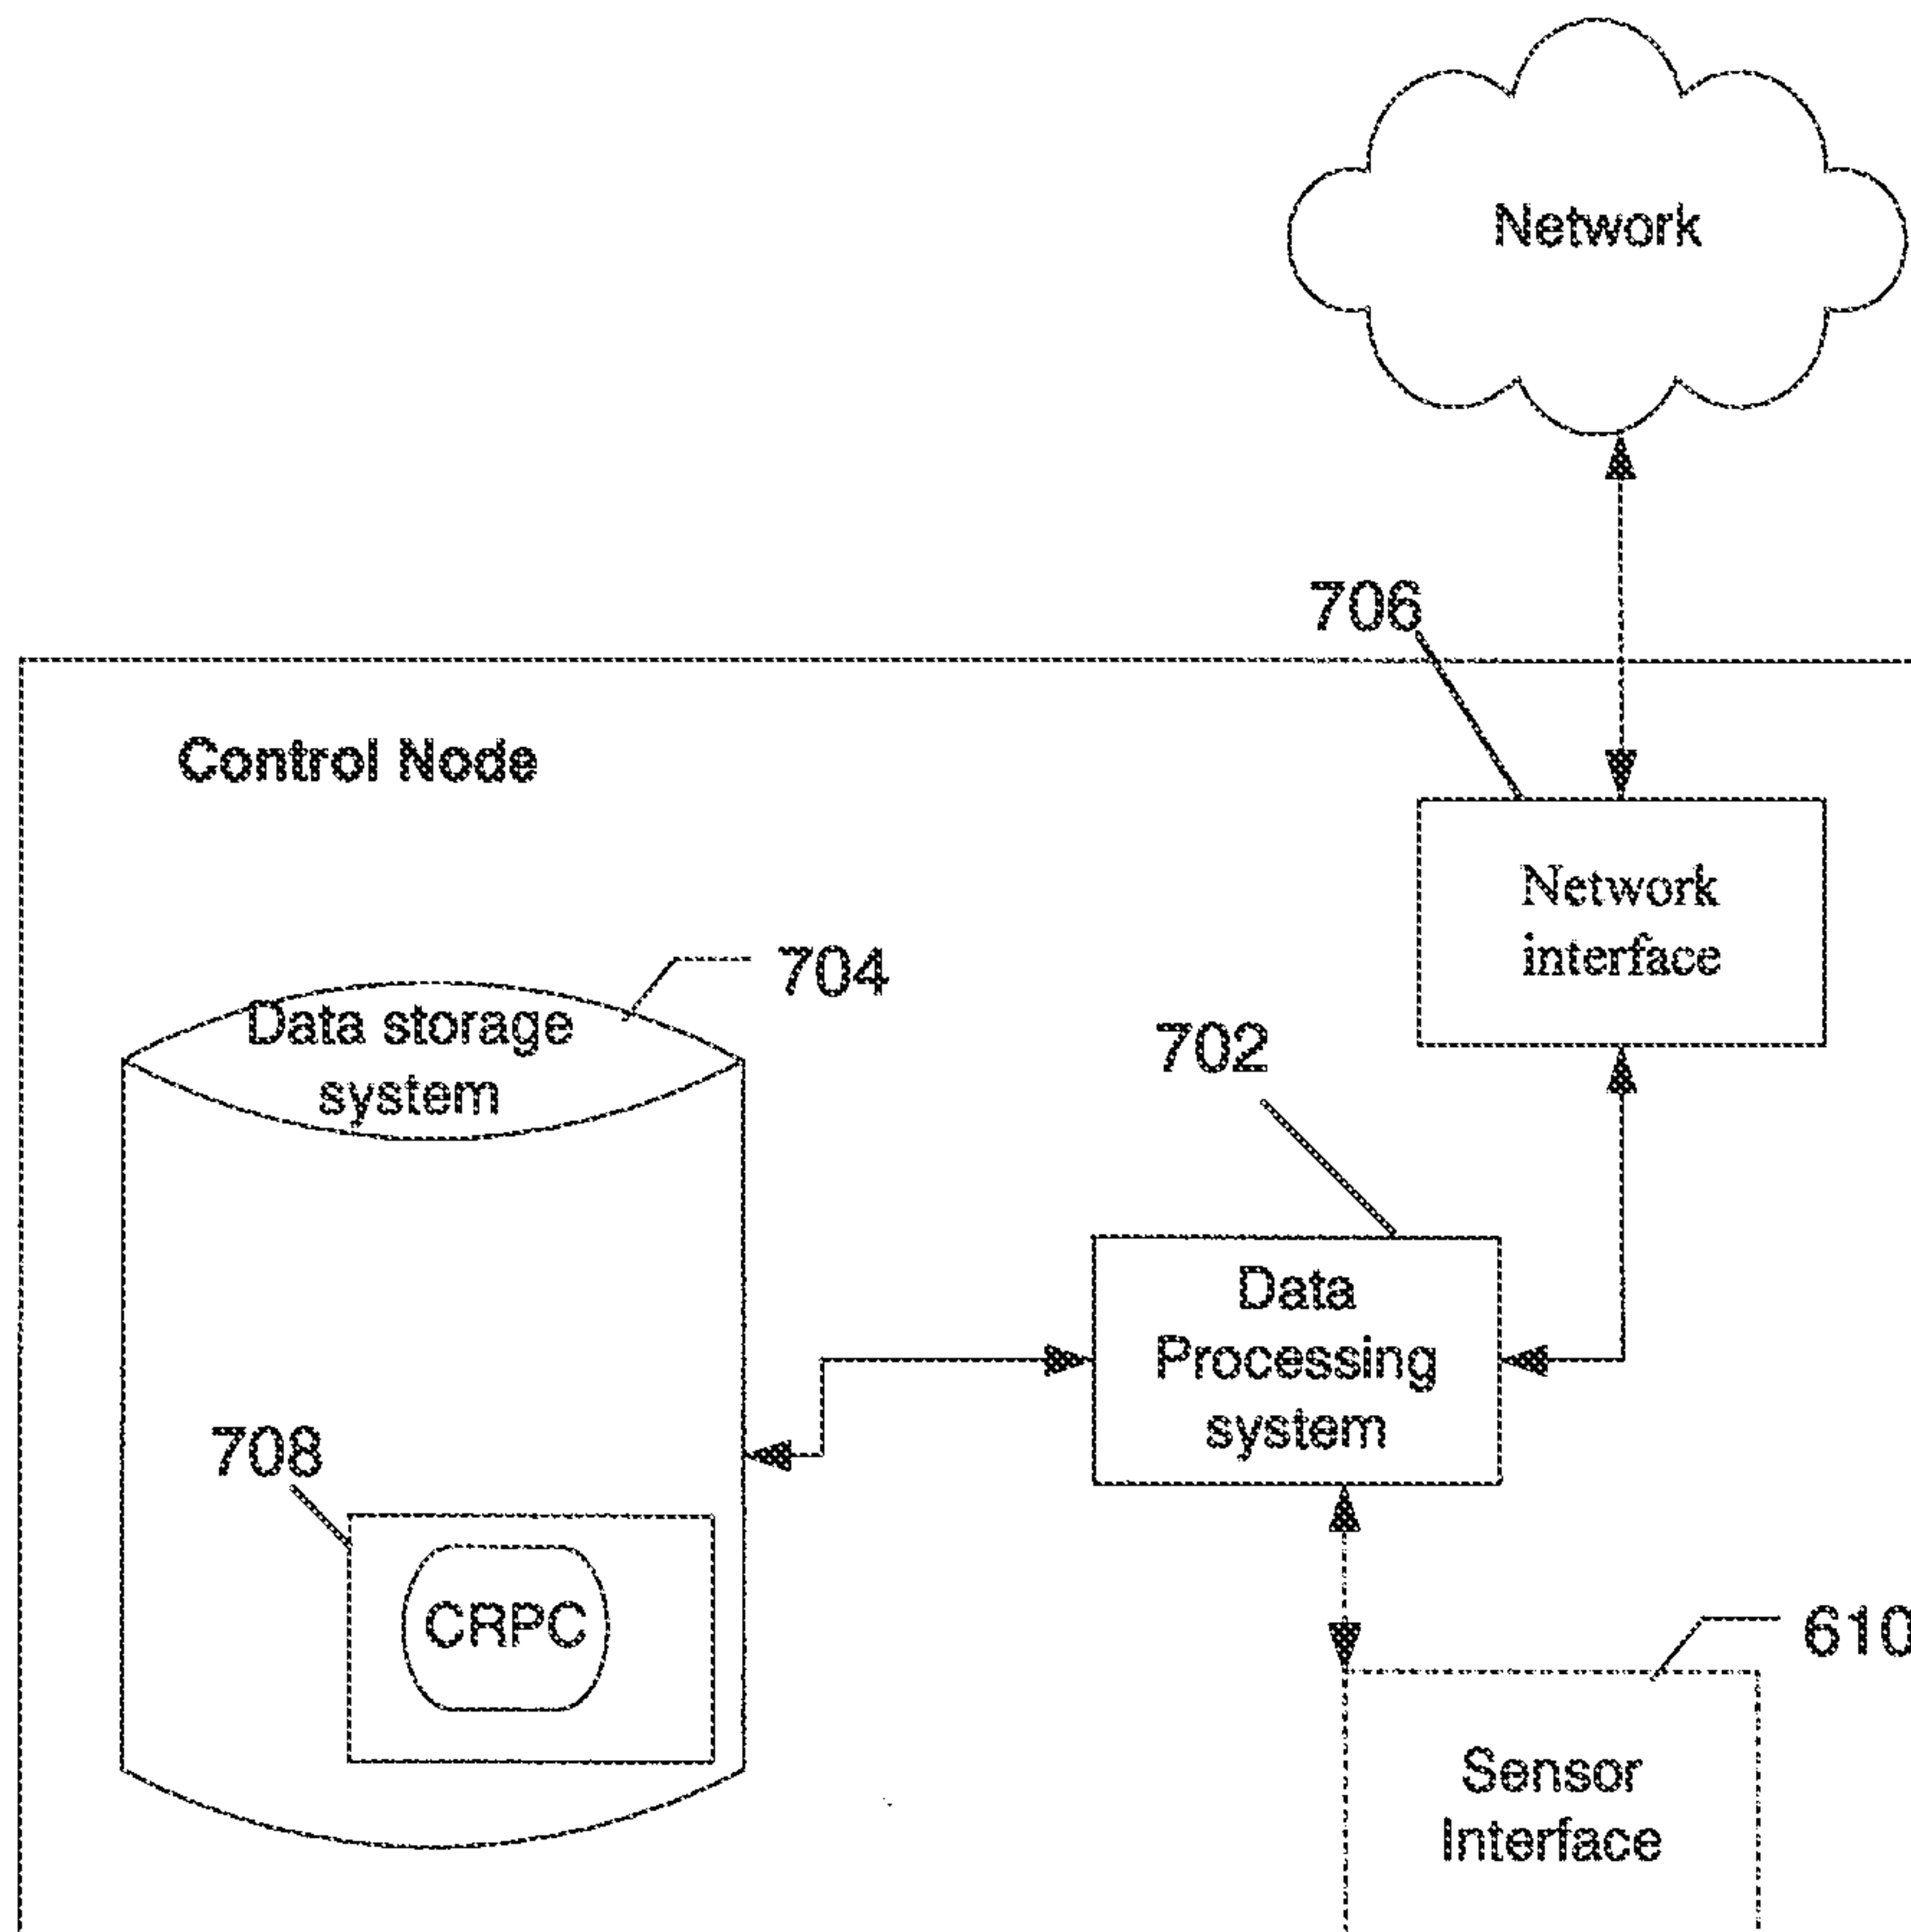 Network
706
Control Node
Network
interface
704
Data storage
system
702
Data
Processing
system
708
CRPC
610
Sensor
Interface